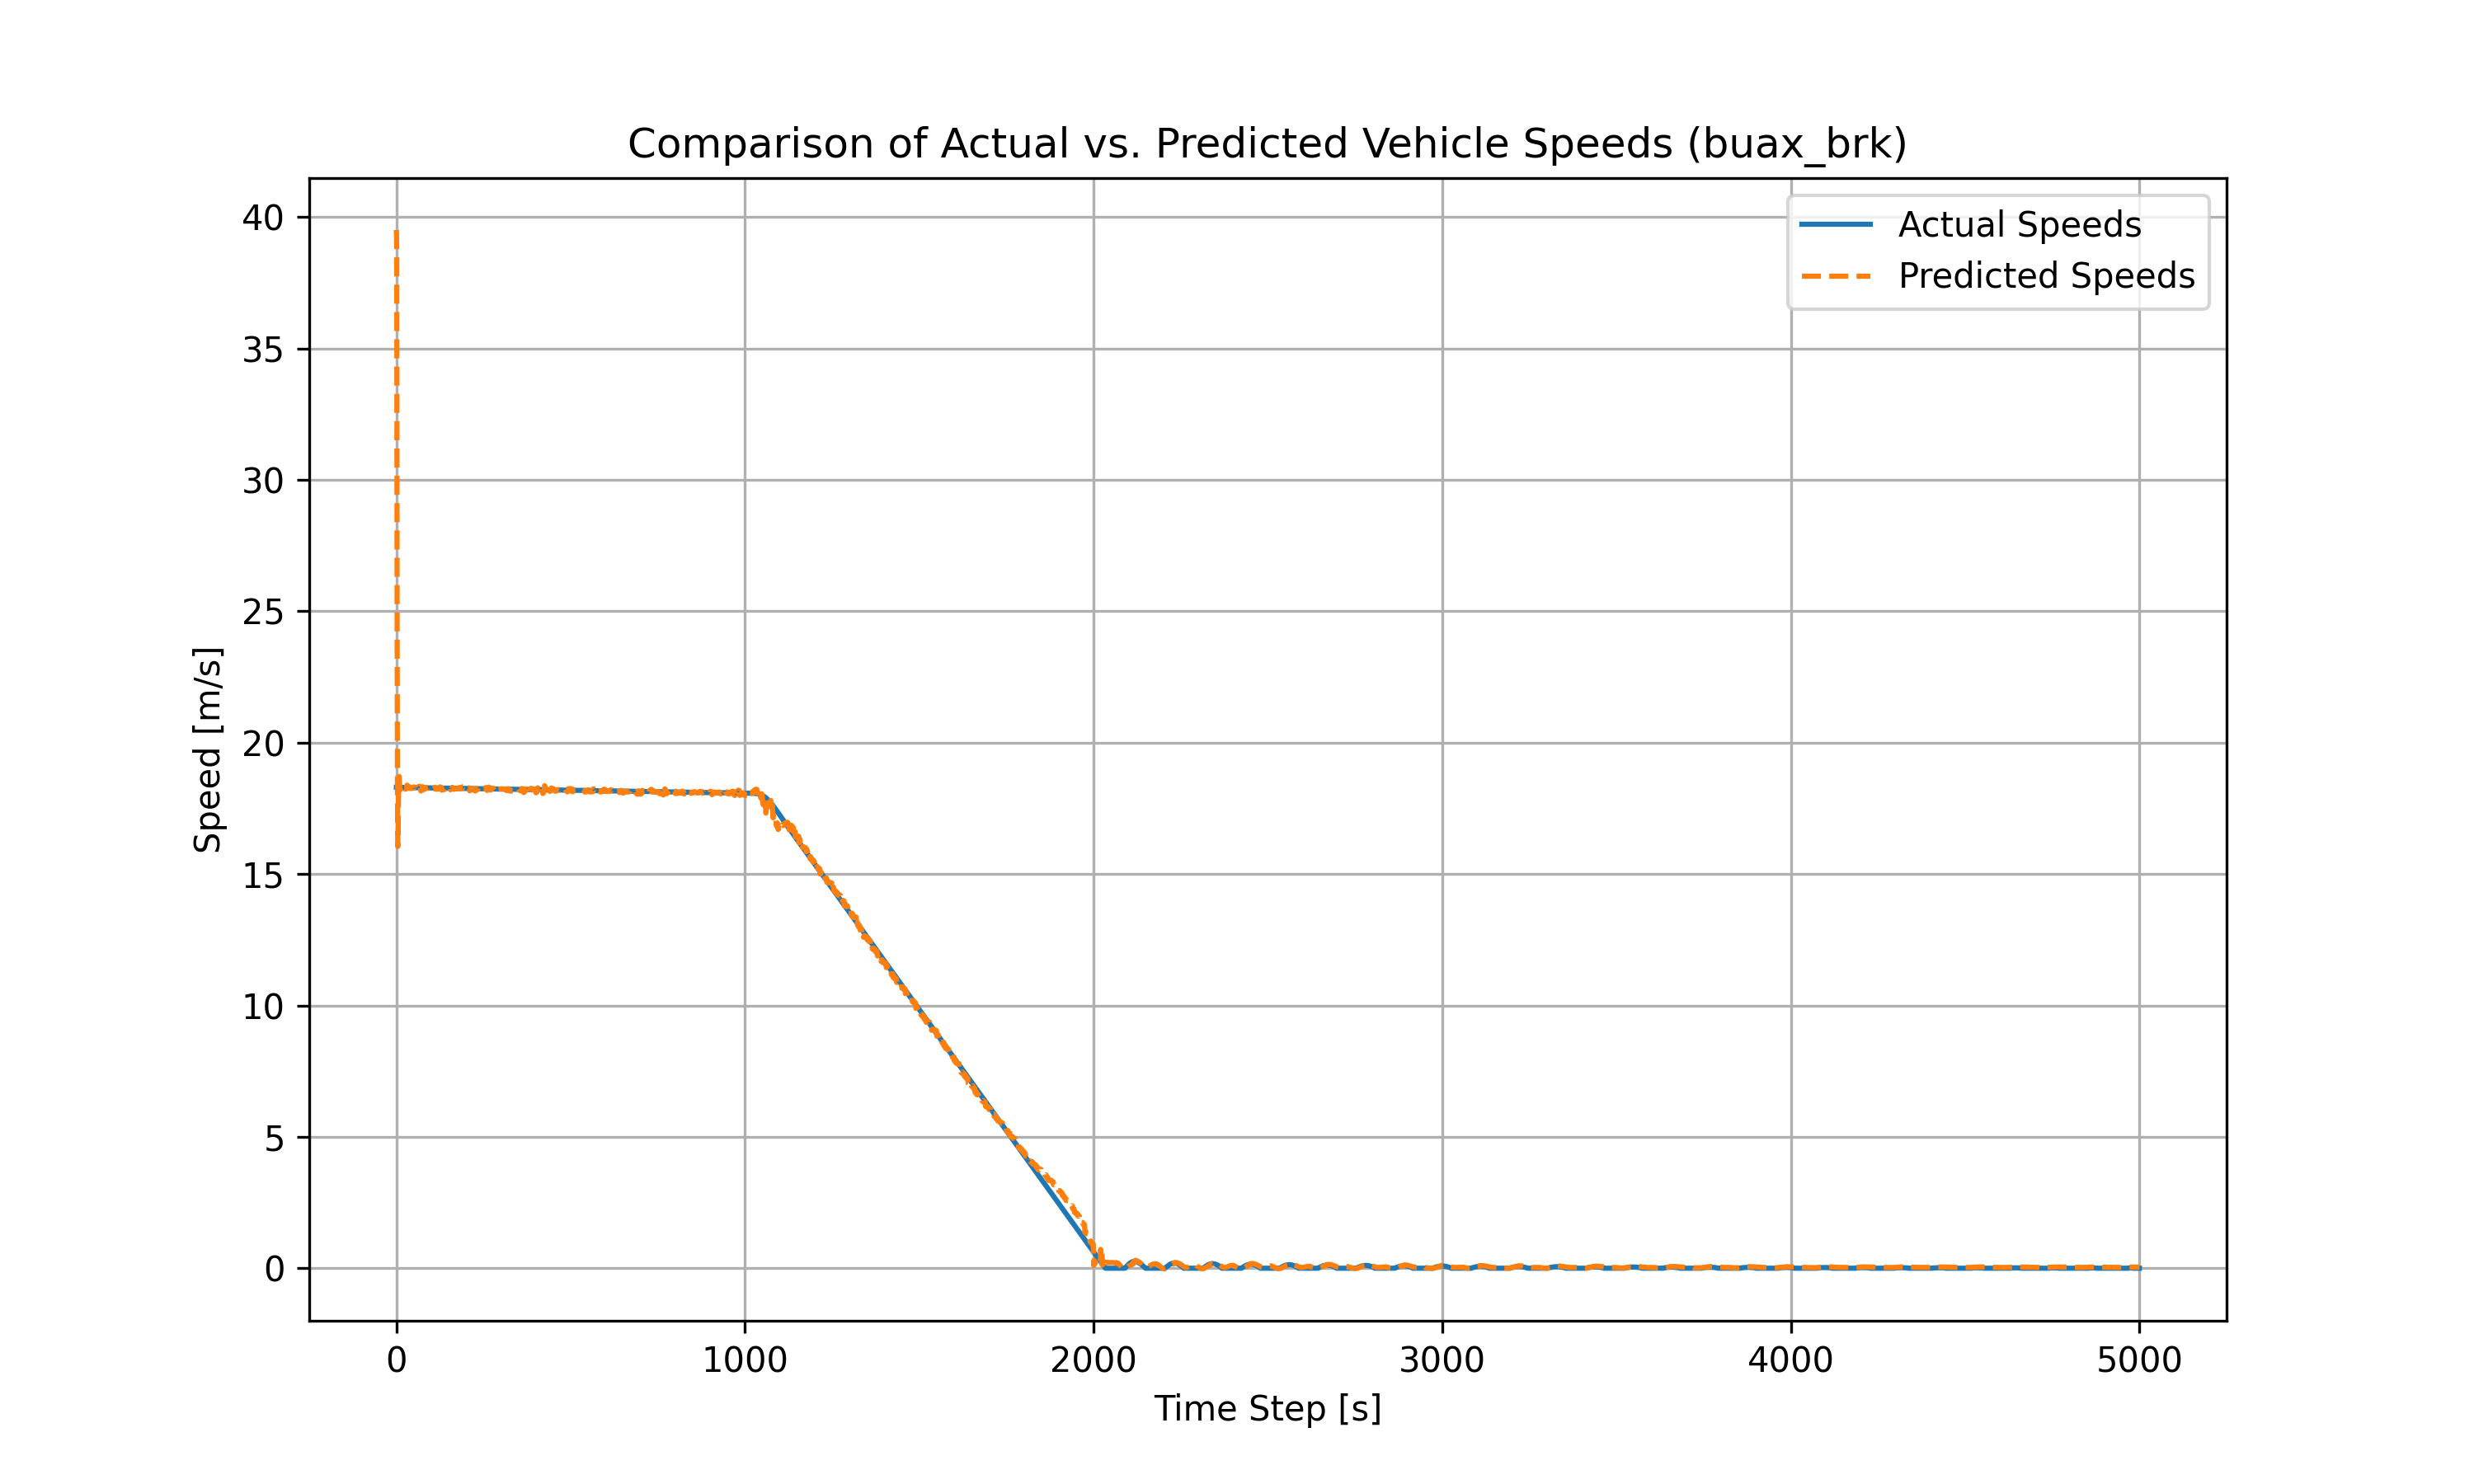 Comparison of Actual vs. Predicted Vehicle Speeds (buax_brk)
Actual Speeds
Predicted Speeds
Speed [m/s]
40
35
30
25
20
15
10
5
0
0 1000 2000 3000 4000 5000
Time Step [s]